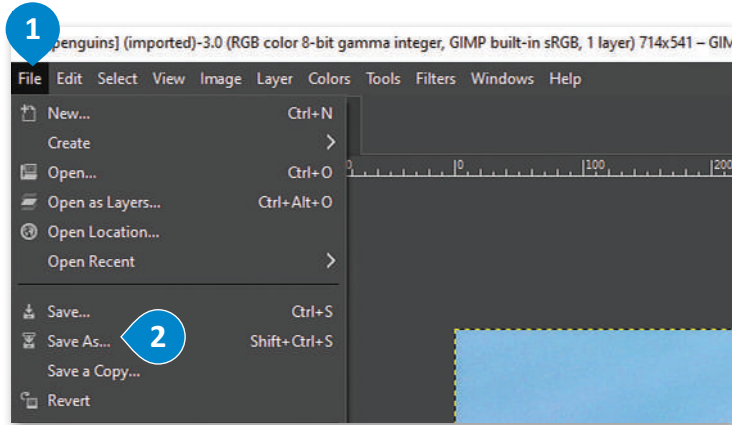 1
penguins] (imported)-3.0 (RGB color 8-bit gamma integer, GIMP built-in sRGB, 1 layer) 714x541 – GIM
File Edit Select View Image Layer Colors Tools Filters Windows Help
New... Ctrl+N
Create >
0 100 200
Open... Ctrl+O
Open as Layers... Ctrl+Alt+O
Open Location...
Open Recent >
Save... Ctrl+S
Save As... 2 Shift+Ctrl+S
Save a Copy...
Revert